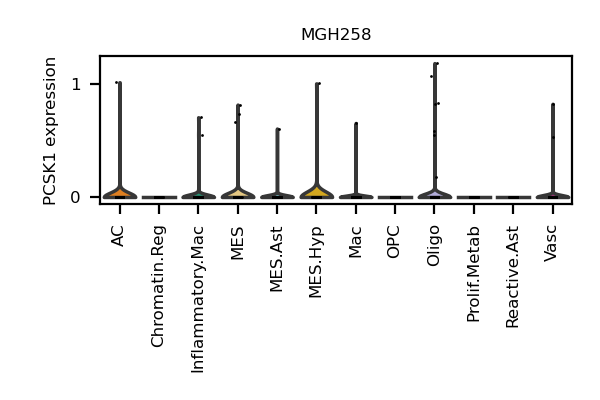 MGH258
PCSK1 expression
1
0
AC
Chromatin.Reg
Inflammatory.Mac
MES
MES.Ast
MES.Hyp
Mac
OPC
Oligo
Prolif.Metab
Reactive.Ast
Vasc